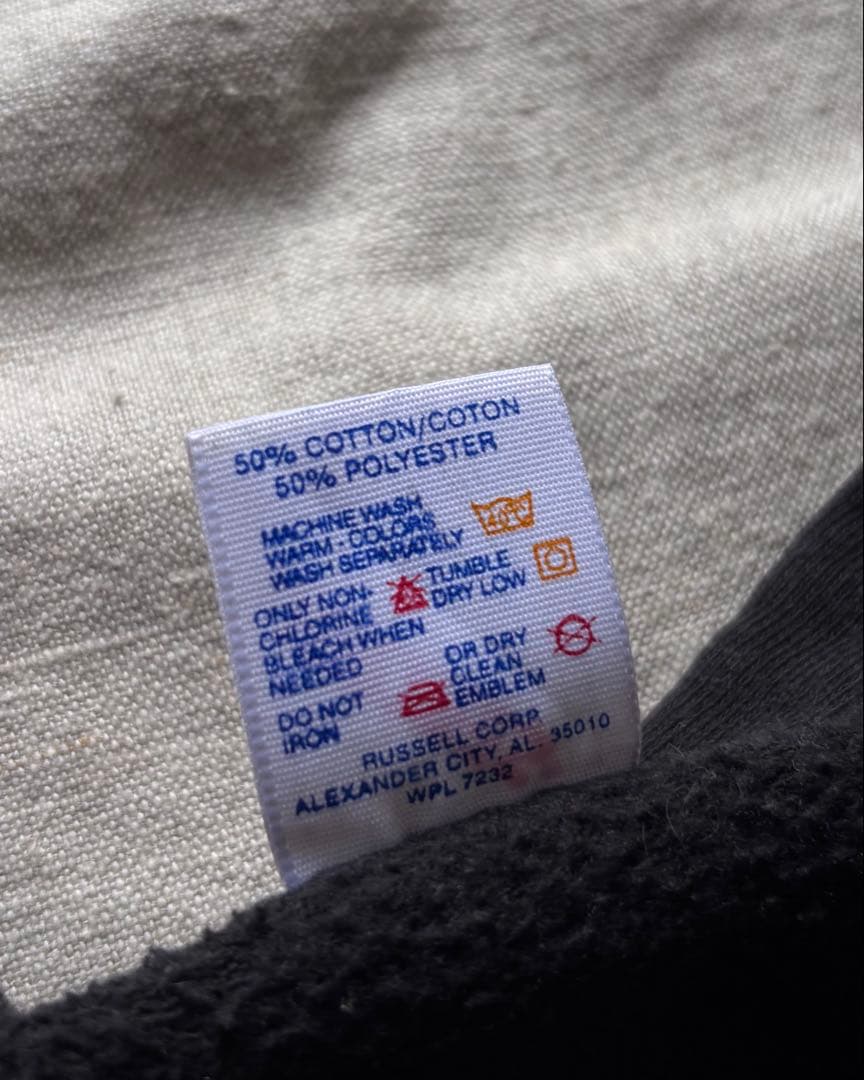 50% COTTON/COTON
50% POLYESTER
MACHINE WASH
WARM - COLORS
WASH SEPARATELY
40°C
ONLY NON-
CHLORINE
BLEACH WHEN
NEEDED
TUMBLE
DRY LOW
DO NOT
IRON
OR DRY
CLEAN
EMBLEM
RUSSELL CORP.
ALEXANDER CITY, AL. 35010
WPL 7232